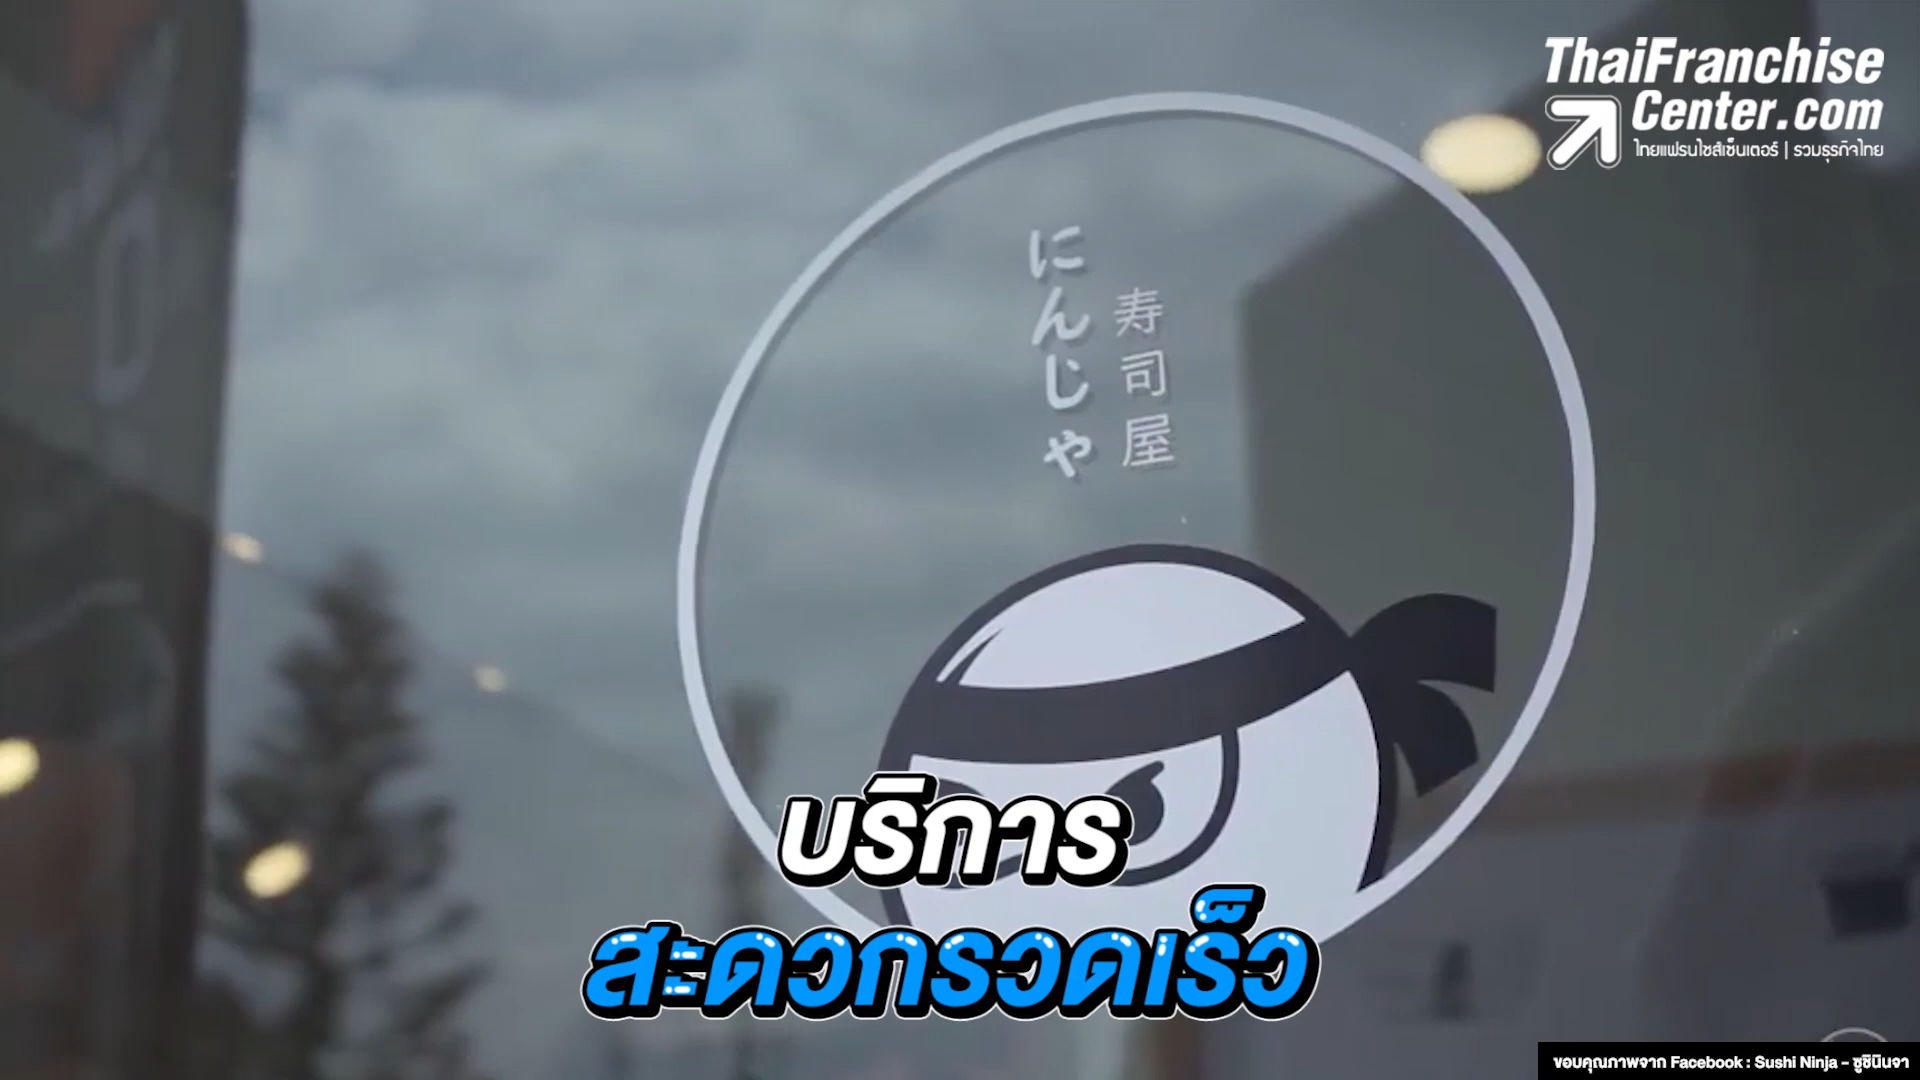 ThaiFranchise
Center.com
ไทยแฟรนไชส์เซ็นเตอร์ | รวมธุรกิจไทย
寿司屋
にんじゃ
บริการ
สะดวกรวดเร็ว
ขอบคุณภาพจาก Facebook : Sushi Ninja - ซูชินินจา